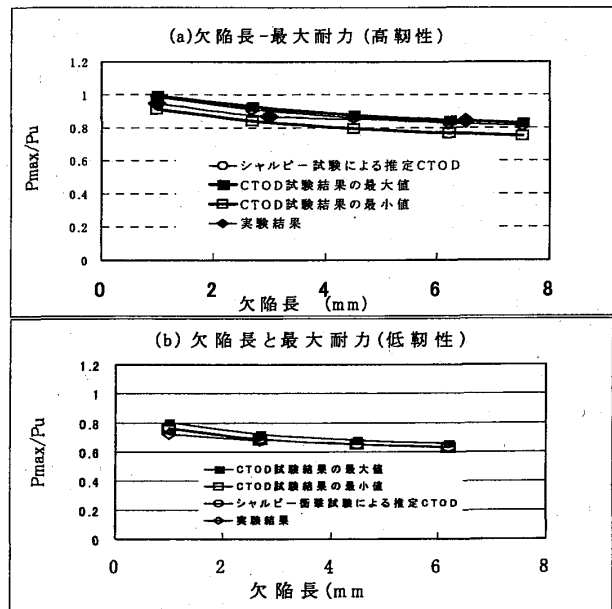 (a)欠陥長-最大耐力(高靭性)
1.2
1
0.8
0.6
0.4
0.2
0
Pmax/Pu
シャルピー試験による推定CTOD
CTOD試験結果の最大値
CTOD試験結果の最小値
実験結果
0 2 4 6 8
欠陥長 (mm)
(b) 欠陥長と最大耐力(低靭性)
1.2
1
0.8
0.6
0.4
0.2
0
Pmax/Pu
CTOD試験結果の最大値
CTOD試験結果の最小値
シャルピー衝撃試験による推定CTOD
実験結果
0 2 4 6 8
欠陥長(mm